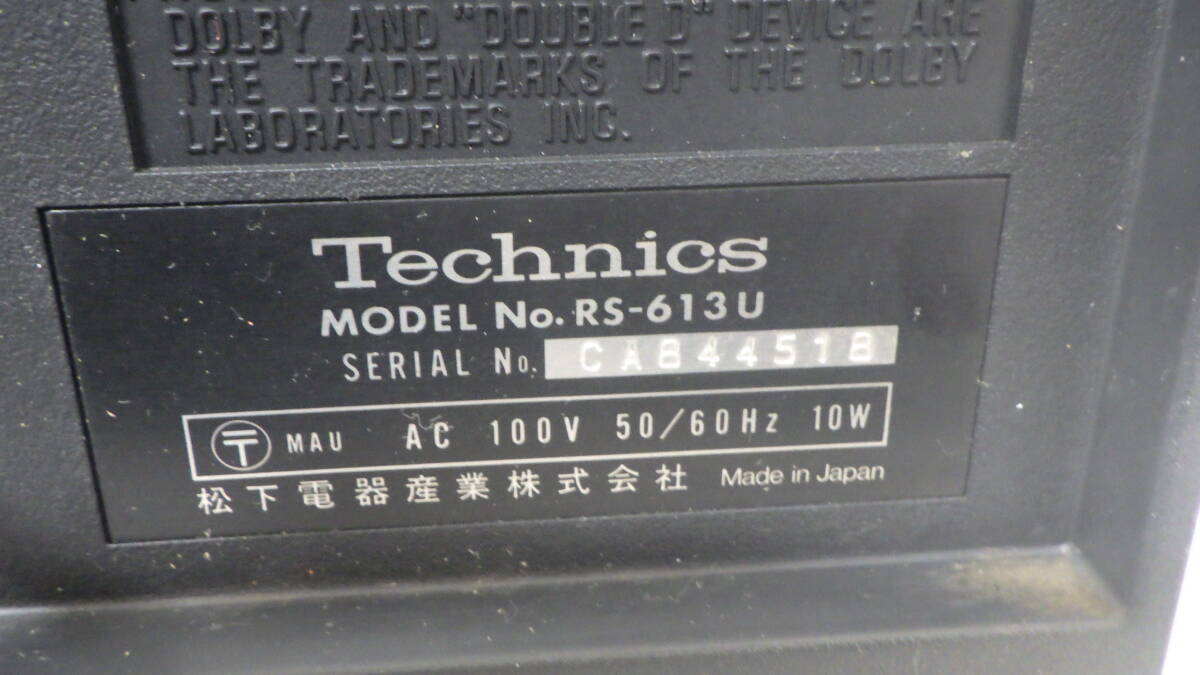 DOLBY AND "DOUBLE D" DEVICE ARE
THE TRADEMARKS OF THE DOLBY
LABORATORIES INC.
Technics
MODEL No. RS-613U
SERIAL No. CA844518
〒 MAU AC 100V 50/60Hz 10W
松下電器産業株式会社 Made in Japan